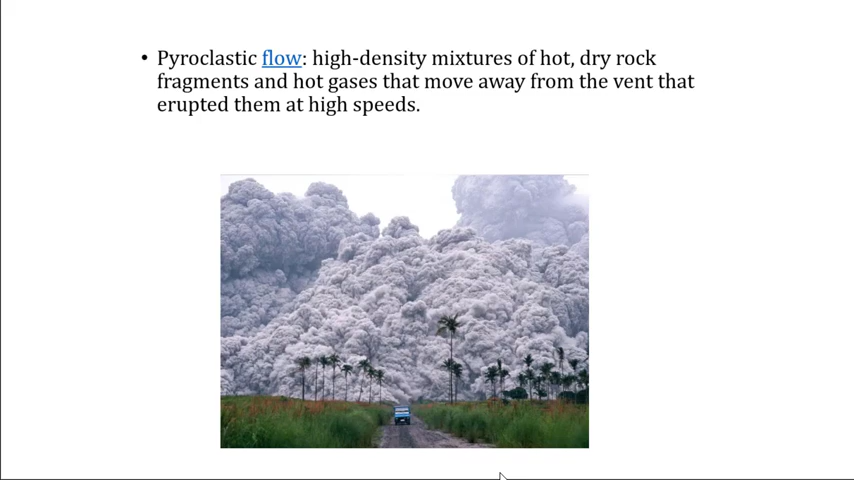 • Pyroclastic flow: high-density mixtures of hot, dry rock
fragments and hot gases that move away from the vent that
erupted them at high speeds.